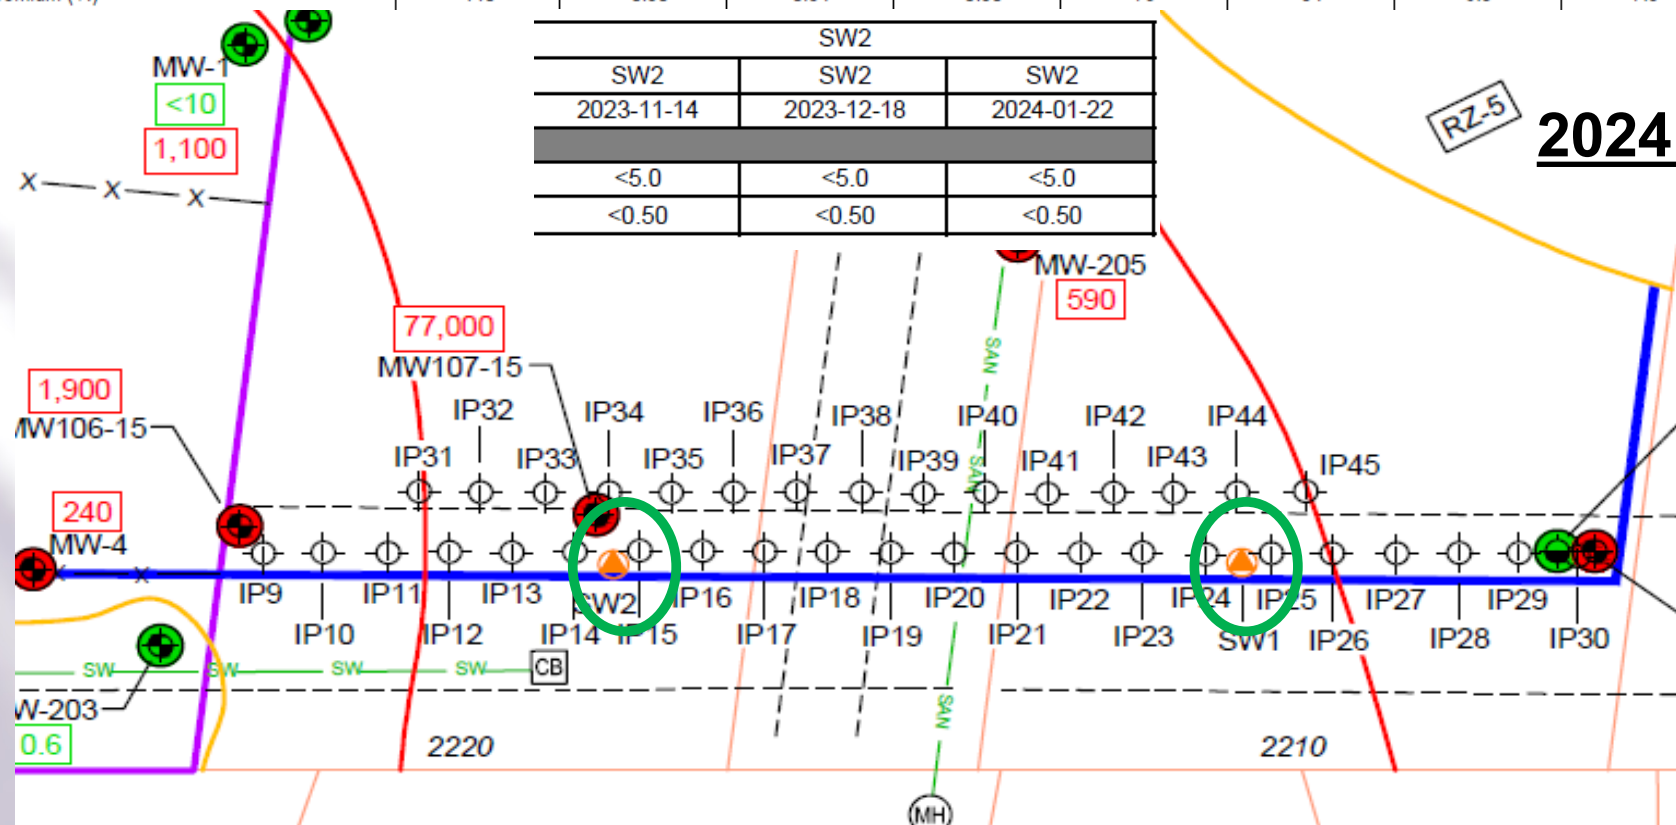 SW2
SW2 SW2 SW2
2023-11-14 2023-12-18 2024-01-22
<5.0 <5.0 <5.0
<0.50 <0.50 <0.50
RZ-5
2024
MW-1
<10
1,100
X X X
MW-205
590
77,000
MW107-15
1,900
MW106-15
240
MW-4
X
IP32 IP34 IP36 IP38 IP40 IP42 IP44
IP31 IP33 IP35 IP37 IP39 IP41 IP43 IP45
SAN
SAN
IP9 IP11 IP13 SW2 IP16 IP18 IP20 IP22 IP24 IP25 IP27 IP29
IP10 IP12 IP14 IP15 IP17 IP19 IP21 IP23 SW1 IP26 IP28 IP30
SW SW SW SW CB
W-203
0.6
SAN
2220 2210
MH